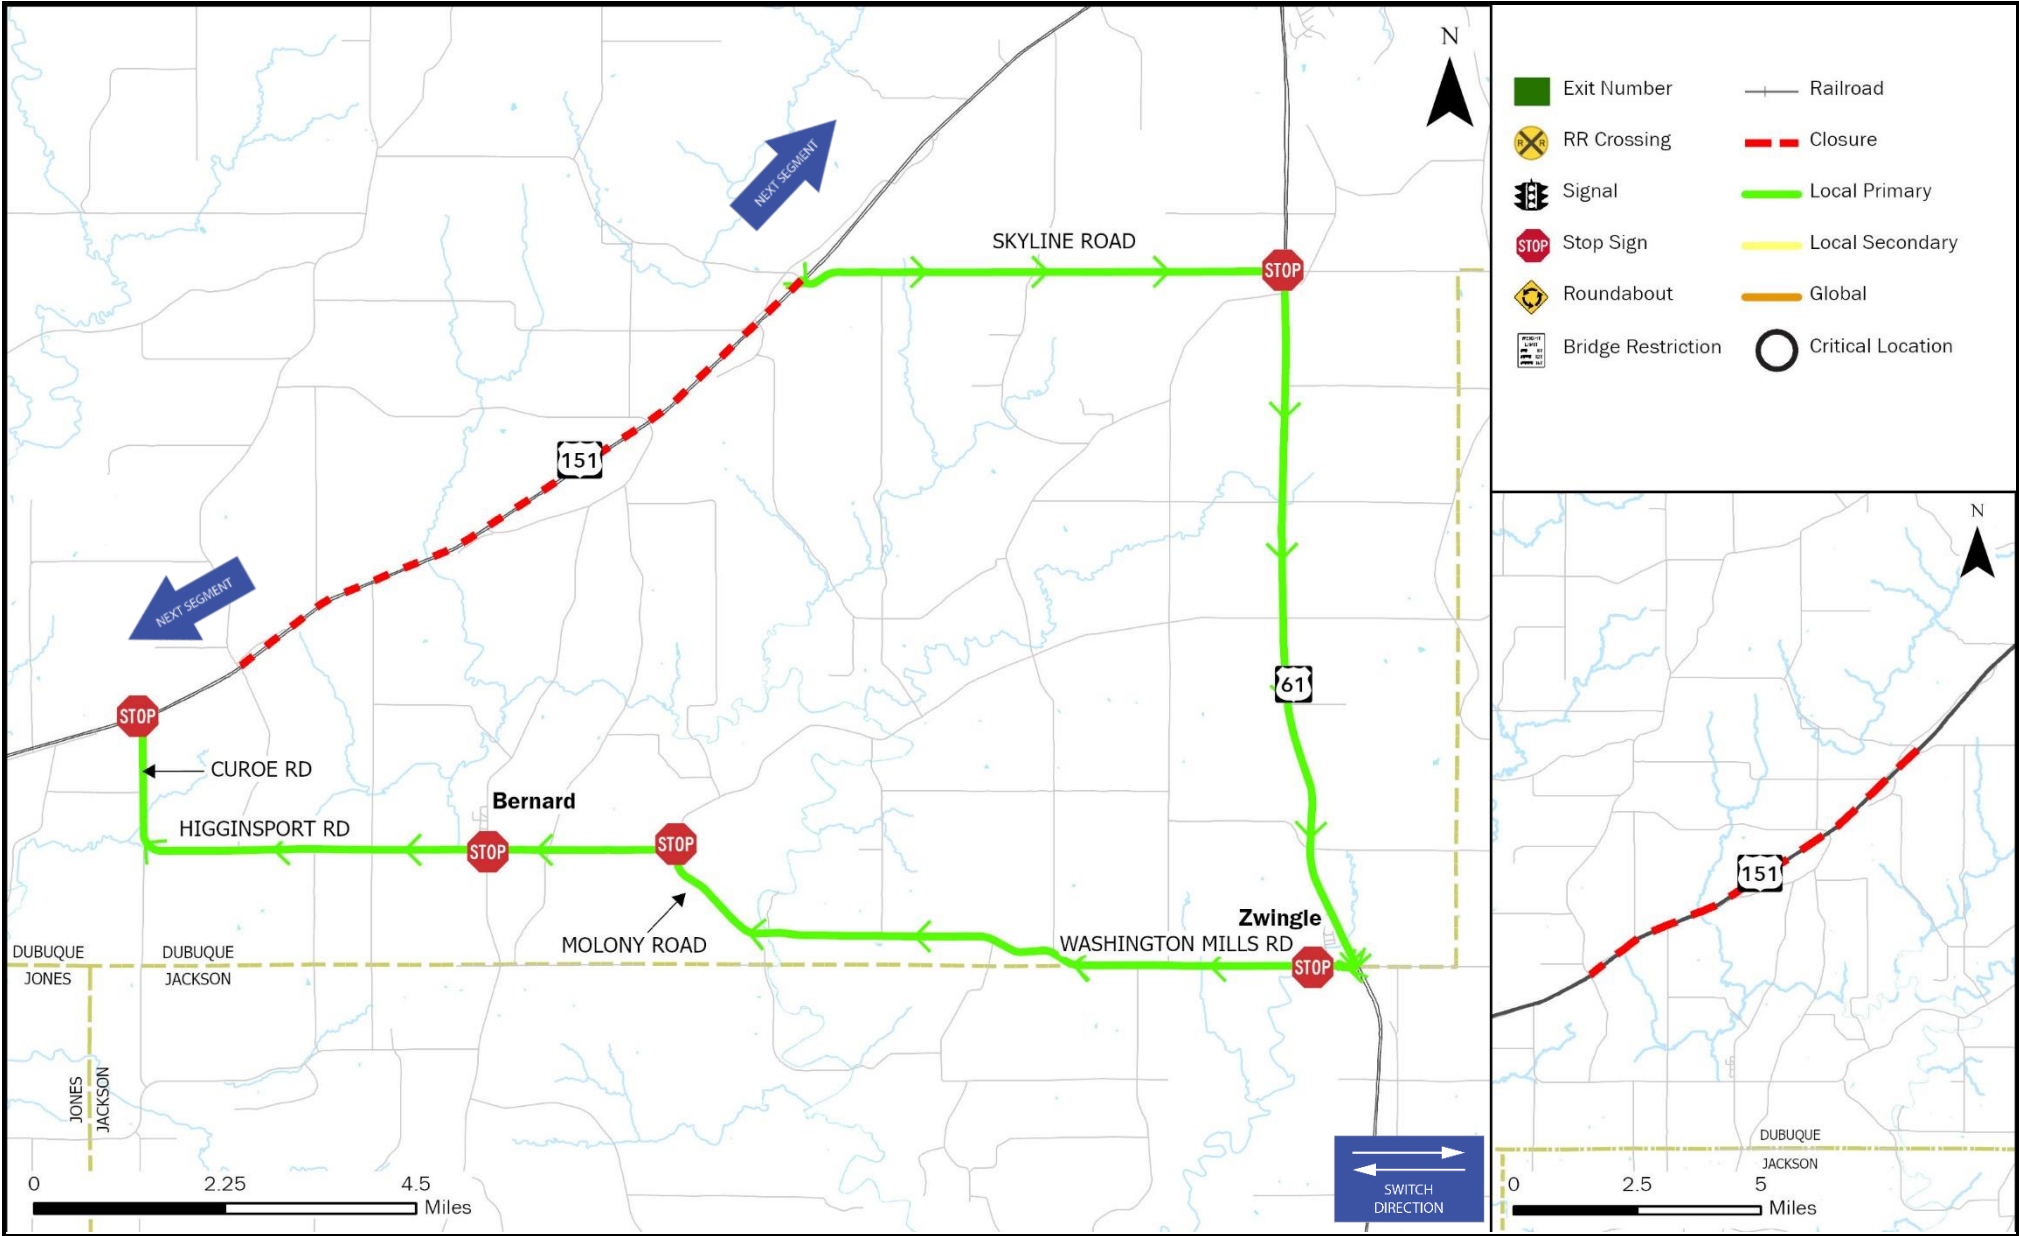 N
NEXT SEGMENT
SKYLINE ROAD
STOP
151
NEXT SEGMENT
61
STOP
CUROE RD
Bernard
HIGGINSPORT RD
STOP
STOP
MOLONY ROAD
Zwingle
WASHINGTON MILLS RD
STOP
DUBUQUE
JONES
DUBUQUE
JACKSON
JONES
JACKSON
0 2.25 4.5
Miles
SWITCH
DIRECTION
Exit Number
Railroad
R R
RR Crossing
Closure
Signal
Local Primary
STOP
Stop Sign
Local Secondary
Roundabout
Global
WEIGHT
LIMIT
Bridge Restriction
Critical Location
N
151
DUBUQUE
JACKSON
0 2.5 5
Miles